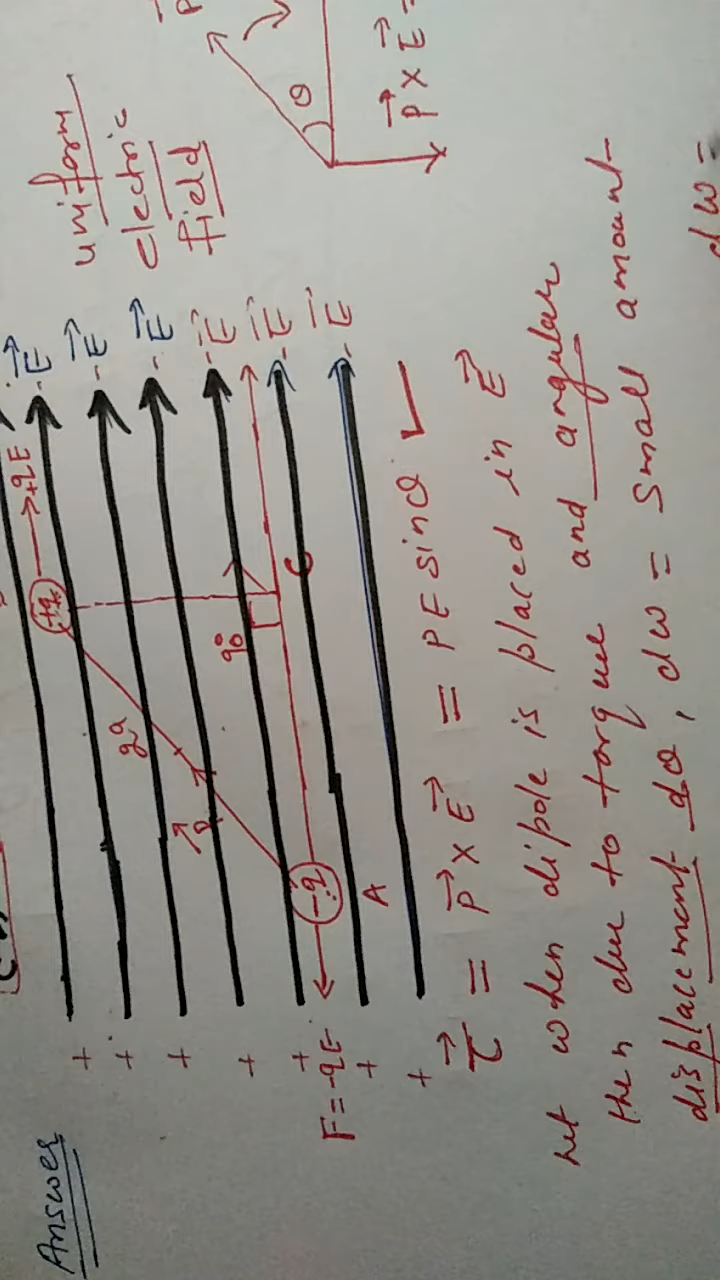 Answer
+qE
+q
2a
90°
C
-q
A
F = -qE
+
+
+
+
+
+
+
E
E
E
E
E
E
uniform
electric
field
θ
P × E =
τ = P × E = PE sinθ ✓
let when dipole is placed in E
then due to torque and angular
displacement dθ, dw = small amount
dw =